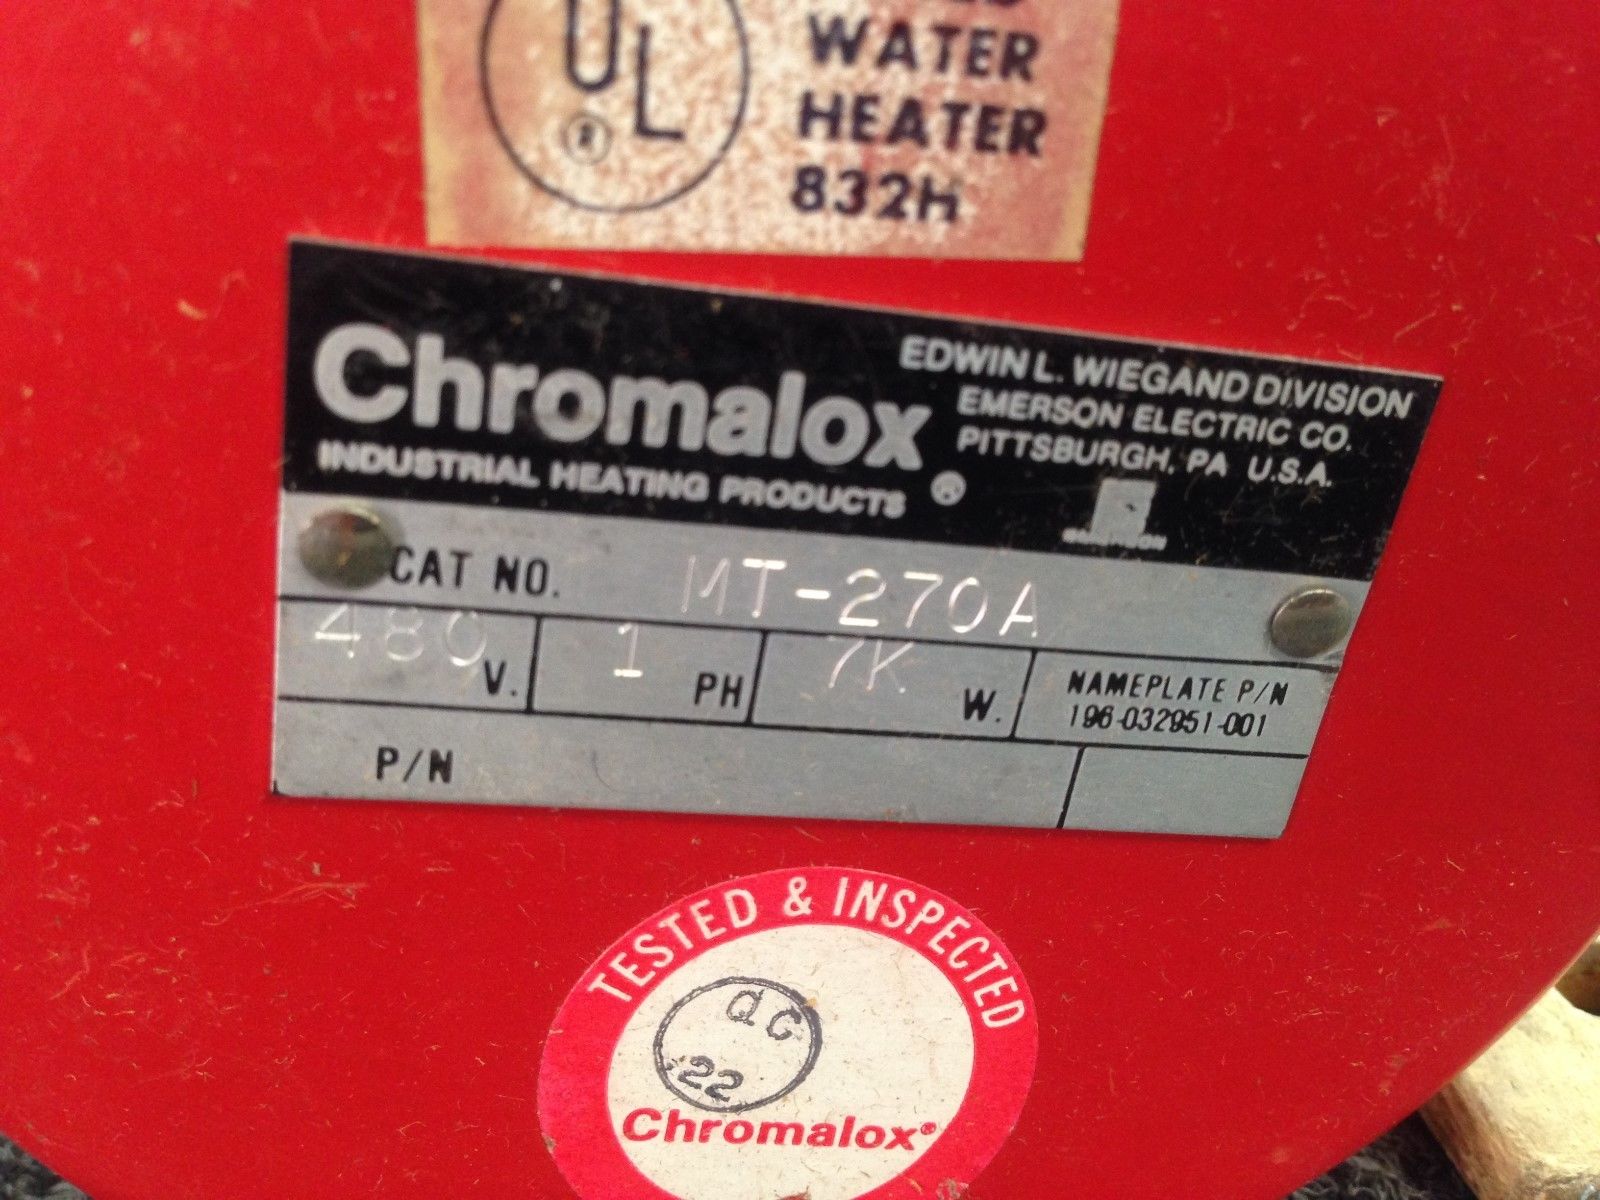 UL
®
WATER
HEATER
832H
Chromalox®
INDUSTRIAL HEATING PRODUCTS
EDWIN L. WIEGAND DIVISION
EMERSON ELECTRIC CO.
PITTSBURGH, PA U.S.A.
EMERSON
CAT NO. MT-270A
480 V. 1 PH 7K W.
NAMEPLATE P/N
196-032951-001
P/N
TESTED & INSPECTED
QC
22
Chromalox®